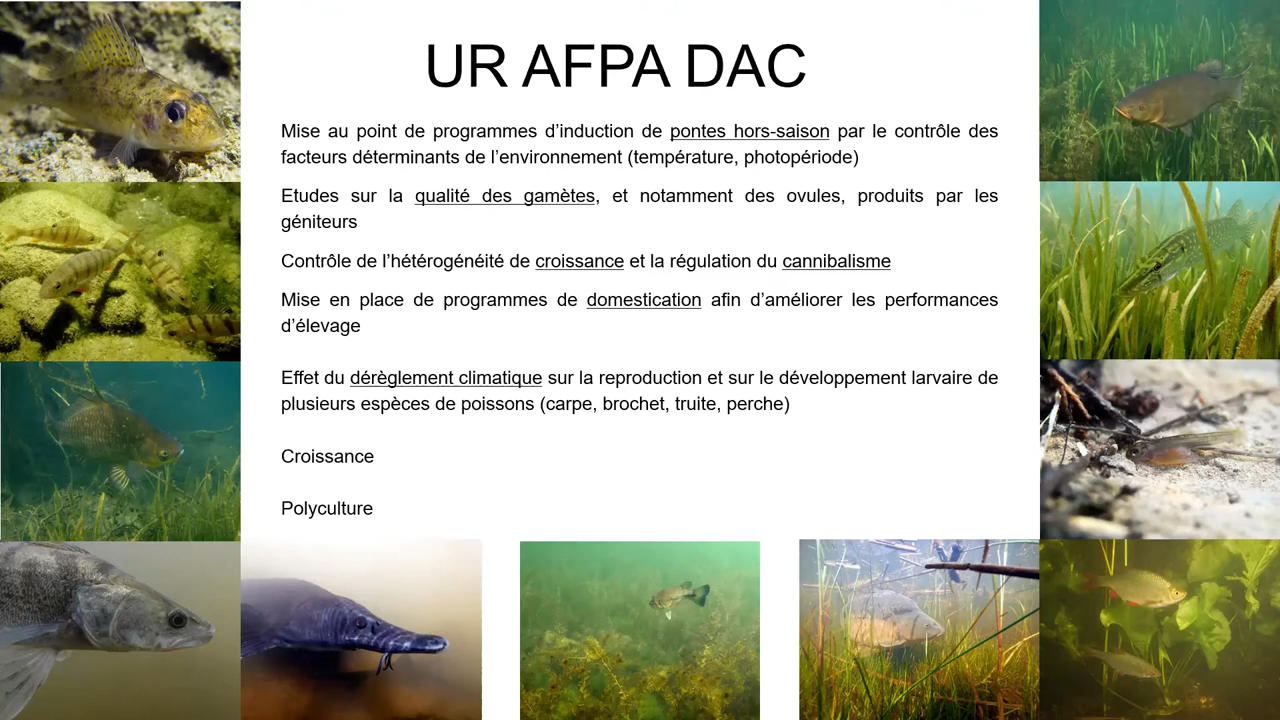 UR AFPA DAC
Mise au point de programmes d’induction de pontes hors-saison par le contrôle des
facteurs déterminants de l’environnement (température, photopériode)
Etudes sur la qualité des gamètes, et notamment des ovules, produits par les
géniteurs
Contrôle de l’hétérogénéité de croissance et la régulation du cannibalisme
Mise en place de programmes de domestication afin d’améliorer les performances
d’élevage
Effet du dérèglement climatique sur la reproduction et sur le développement larvaire de
plusieurs espèces de poissons (carpe, brochet, truite, perche)
Croissance
Polyculture